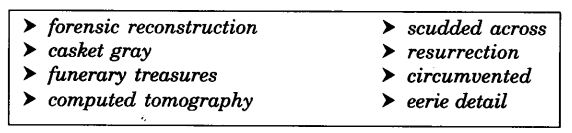 ➤ forensic reconstruction
➤ casket gray
➤ funerary treasures
➤ computed tomography
➤ scudded across
➤ resurrection
➤ circumvented
➤ eerie detail